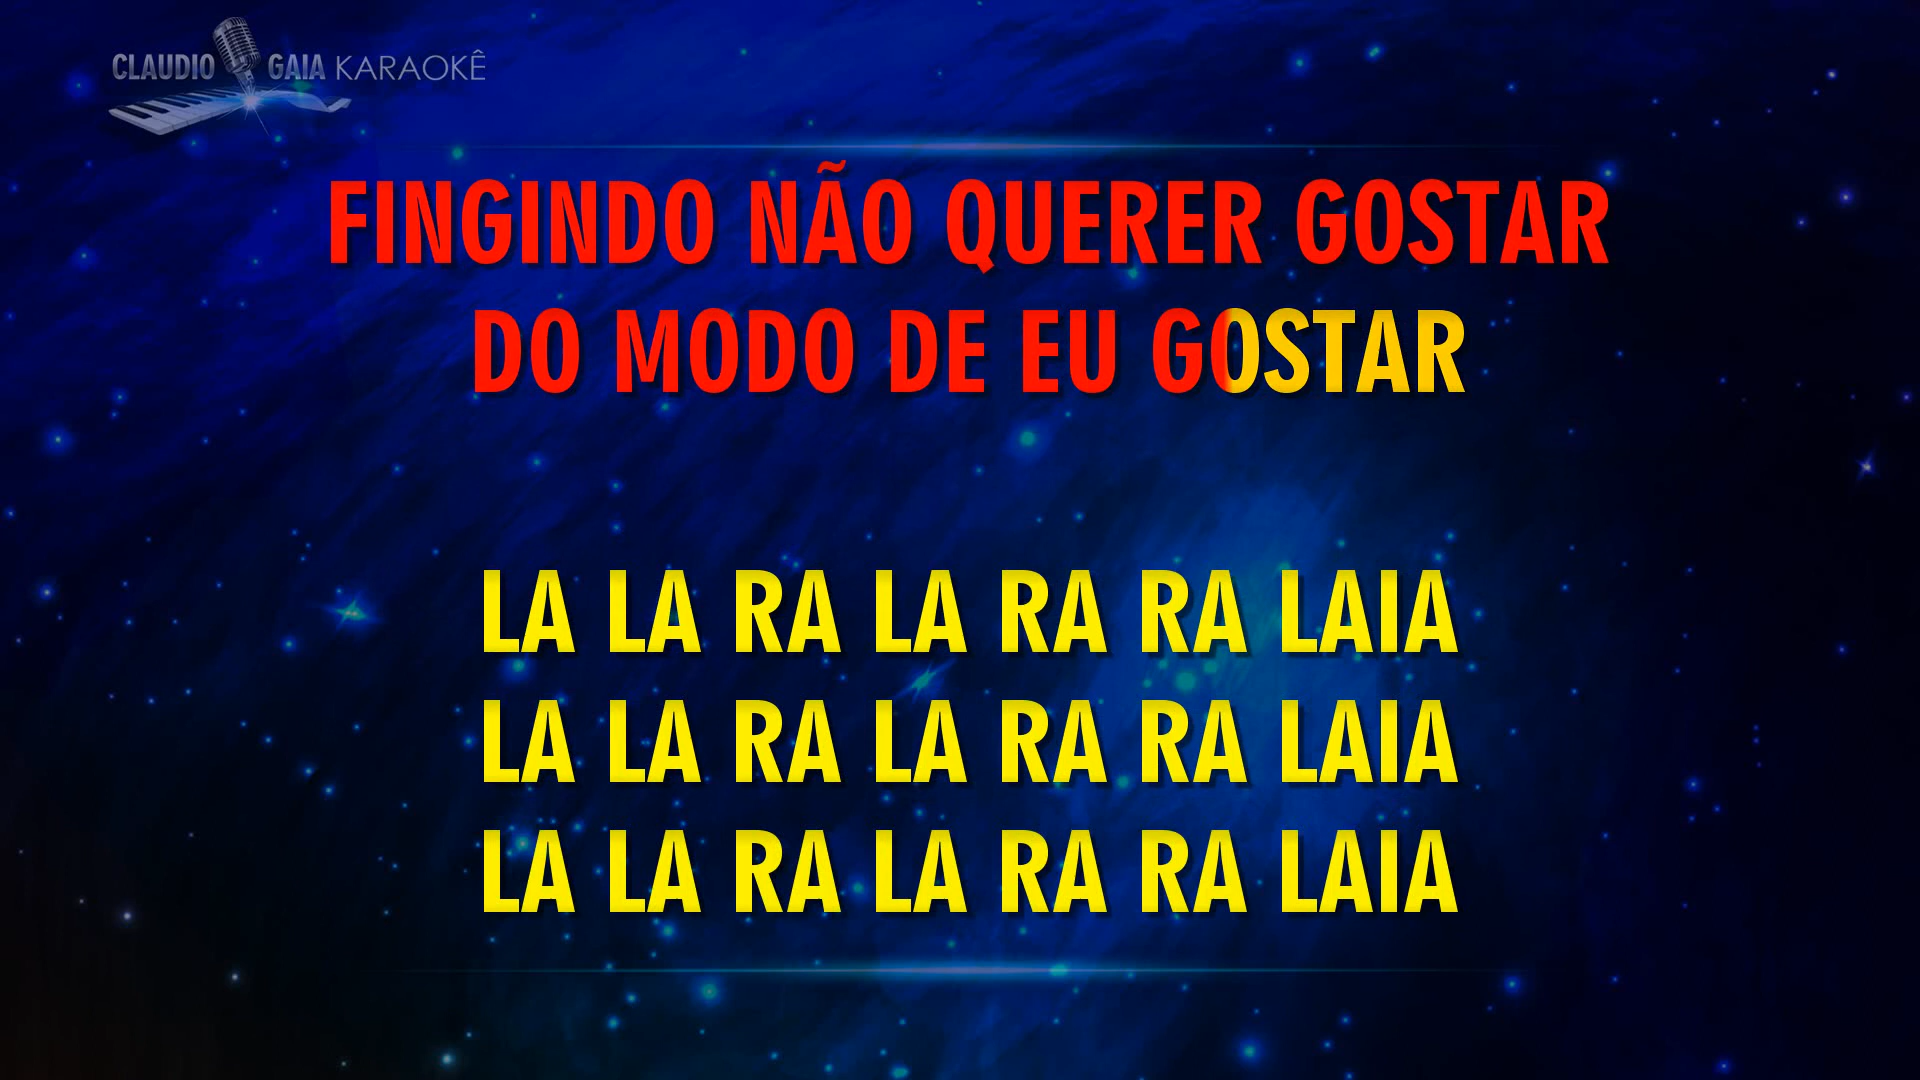 CLAUDIO GAIA KARAOKÊ
FINGINDO NÃO QUERER GOSTAR
DO MODO DE EU GOSTAR
LA LA RA LA RA RA LAIA
LA LA RA LA RA RA LAIA
LA LA RA LA RA RA LAIA